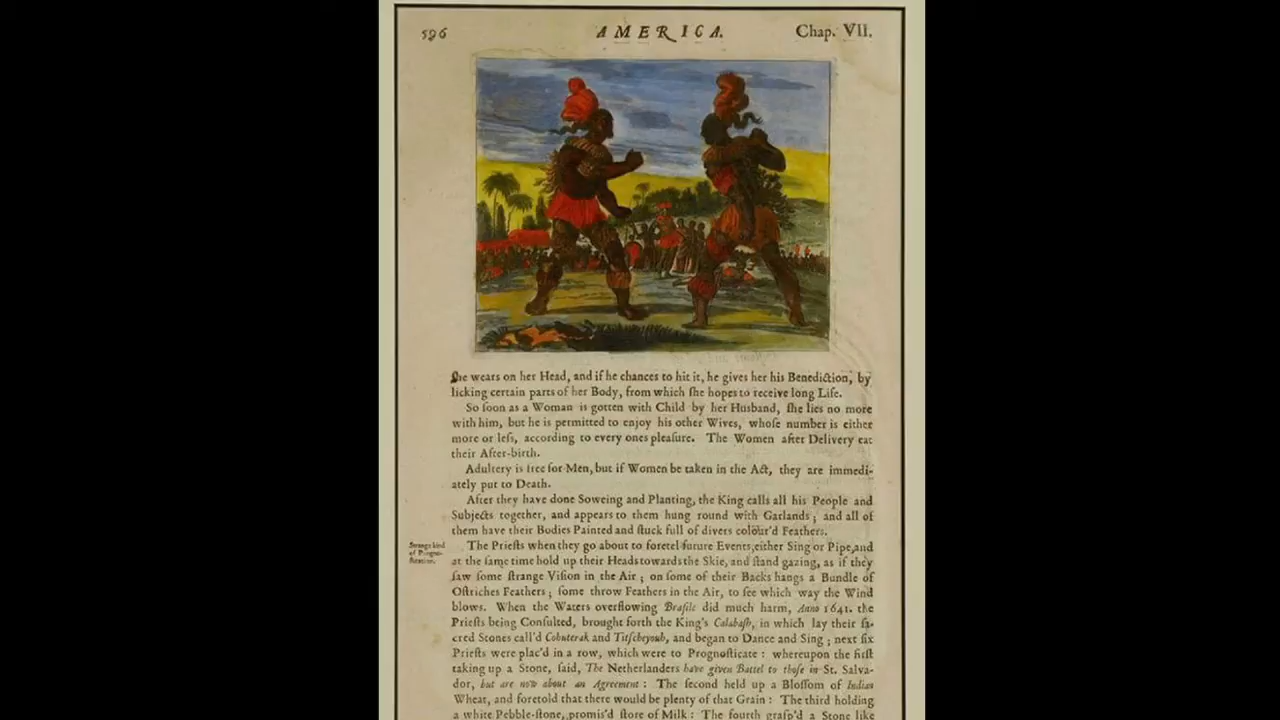 596 AMERICA. Chap. VII.
she wears on her Head, and if he chances to hit it, he gives her his Benediction, by
licking certain parts of her Body, from which ſhe hopes to receive long Life.
So ſoon as a Woman is gotten with Child by her Husband, ſhe lies no more
with him, but he is permitted to enjoy his other Wives, whoſe number is either
more or leſs, according to every ones pleaſure. The Women after Delivery eat
their After-birth.
Adultery is free for Men, but if Women be taken in the Act, they are immedi-
ately put to Death.
After they have done Soweing and Planting, the King calls all his People and
Subjects together, and appears to them hung round with Garlands; and all of
them have their Bodies Painted and ſtuck full of divers colour'd Feathers.
Strange kind
of Progno-
ſtication.
The Prieſts when they go about to foretel future Events, either Sing or Pipe, and
at the ſame time hold up their Heads towards the Skie, and ſtand gazing, as if they
ſaw ſome ſtrange Viſion in the Air; on ſome of their Backs hangs a Bundle of
Oſtriches Feathers; ſome throw Feathers in the Air, to ſee which way the Wind
blows. When the Waters overflowing Braſile did much harm, Anno 1641. the
Prieſts being Conſulted, brought forth the King's Calabaſh, in which lay their ſa-
cred Stones call'd Cohuterak and Titſcheyouh, and began to Dance and Sing; next ſix
Prieſts were plac'd in a row, which were to Prognoſticate: whereupon the firſt
taking up a Stone, ſaid, The Netherlanders have given Battel to thoſe in St. Salva-
dor, but are now about an Agreement: The ſecond held up a Bloſſom of Indian
Wheat, and foretold that there would be plenty of that Grain: The third holding
a white Pebble-ſtone, promis'd ſtore of Milk: The fourth graſp'd a Stone like